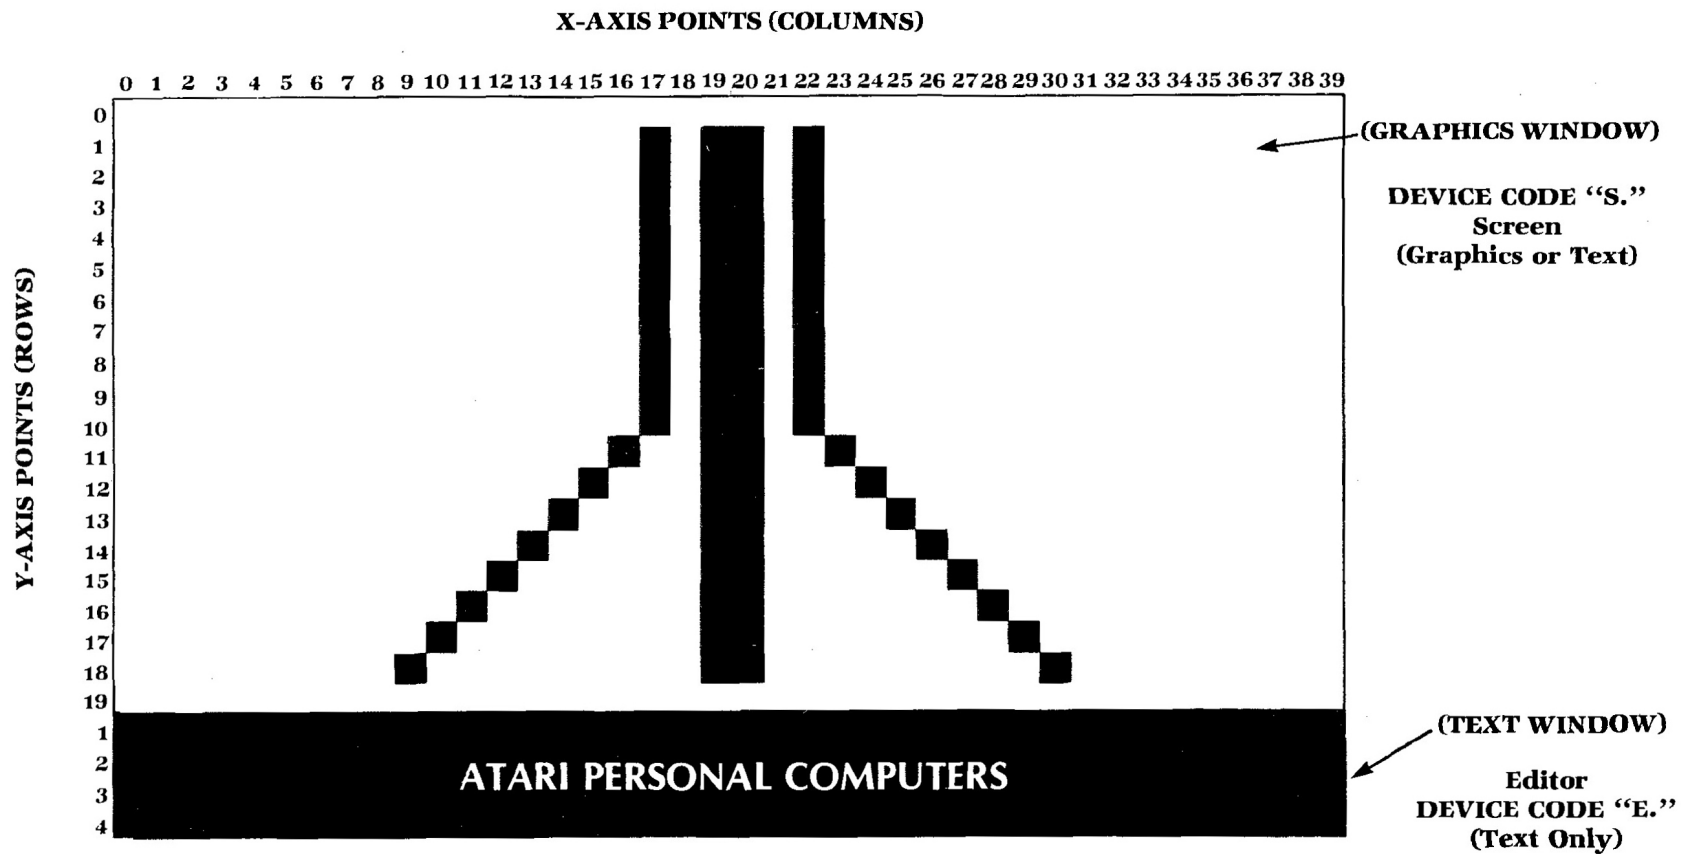 X-AXIS POINTS (COLUMNS)
0 1 2 3 4 5 6 7 8 9 10 11 12 13 14 15 16 17 18 19 20 21 22 23 24 25 26 27 28 29 30 31 32 33 34 35 36 37 38 39
Y-AXIS POINTS (ROWS)
0
1
2
3
4
5
6
7
8
9
10
11
12
13
14
15
16
17
18
19
1
2
3
4
(GRAPHICS WINDOW)
DEVICE CODE “S.”
Screen
(Graphics or Text)
ATARI PERSONAL COMPUTERS
(TEXT WINDOW)
Editor
DEVICE CODE “E.”
(Text Only)